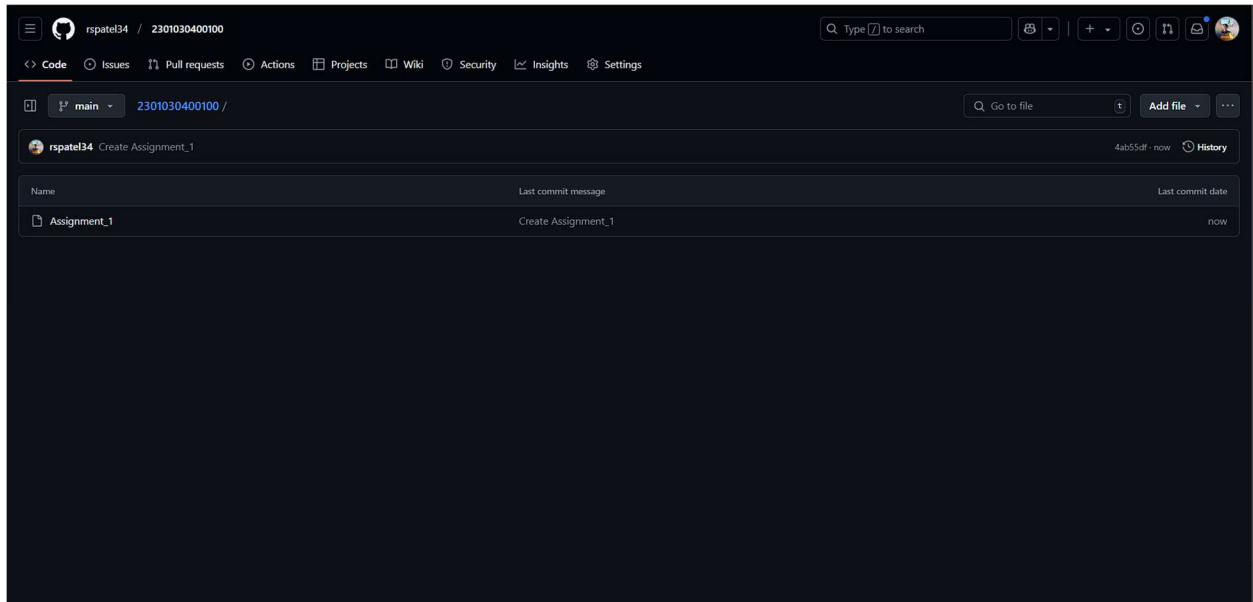 rspatel34 / 2301030400100 Type / to search
Code Issues Pull requests Actions Projects Wiki Security Insights Settings
main 2301030400100 / Go to file t Add file
rspatel34 Create Assignment_1 4ab55df · now History
Name Last commit message Last commit date
Assignment_1 Create Assignment_1 now